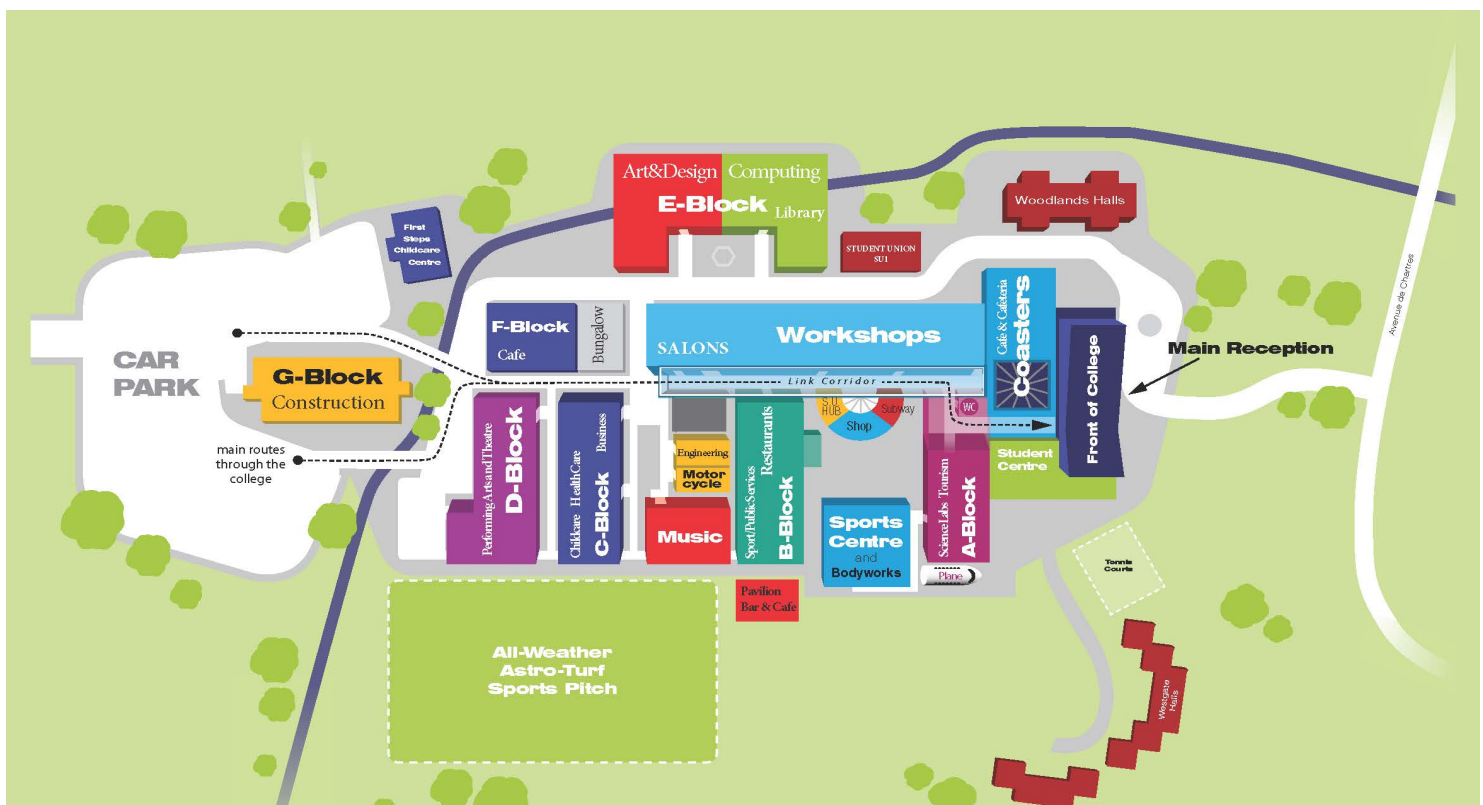 Art&Design
Computing
E-Block
Library
Woodlands Halls
First
Steps
Childcare
Centre
STUDENT UNION
SU1
Avenue de Chartres
F-Block
Cafe
Bungalow
SALONS
Workshops
Cafe & Cafeteria
Coasters
Front of College
Main Reception
CAR
PARK
G-Block
Construction
Link Corridor
main routes
through the
college
Performing Arts and Theatre
D-Block
Childcare Health Care Business
C-Block
Engineering
Motor
cycle
Music
Sport/Public Services Restaurants
B-Block
STU
HUB
Shop
Subway
WC
Student
Centre
Sports
Centre
and
Bodyworks
Science Labs Tourism
A-Block
Plane
Tennis
Courts
Pavilion
Bar & Cafe
All-Weather
Astro-Turf
Sports Pitch
Westgate
Halls